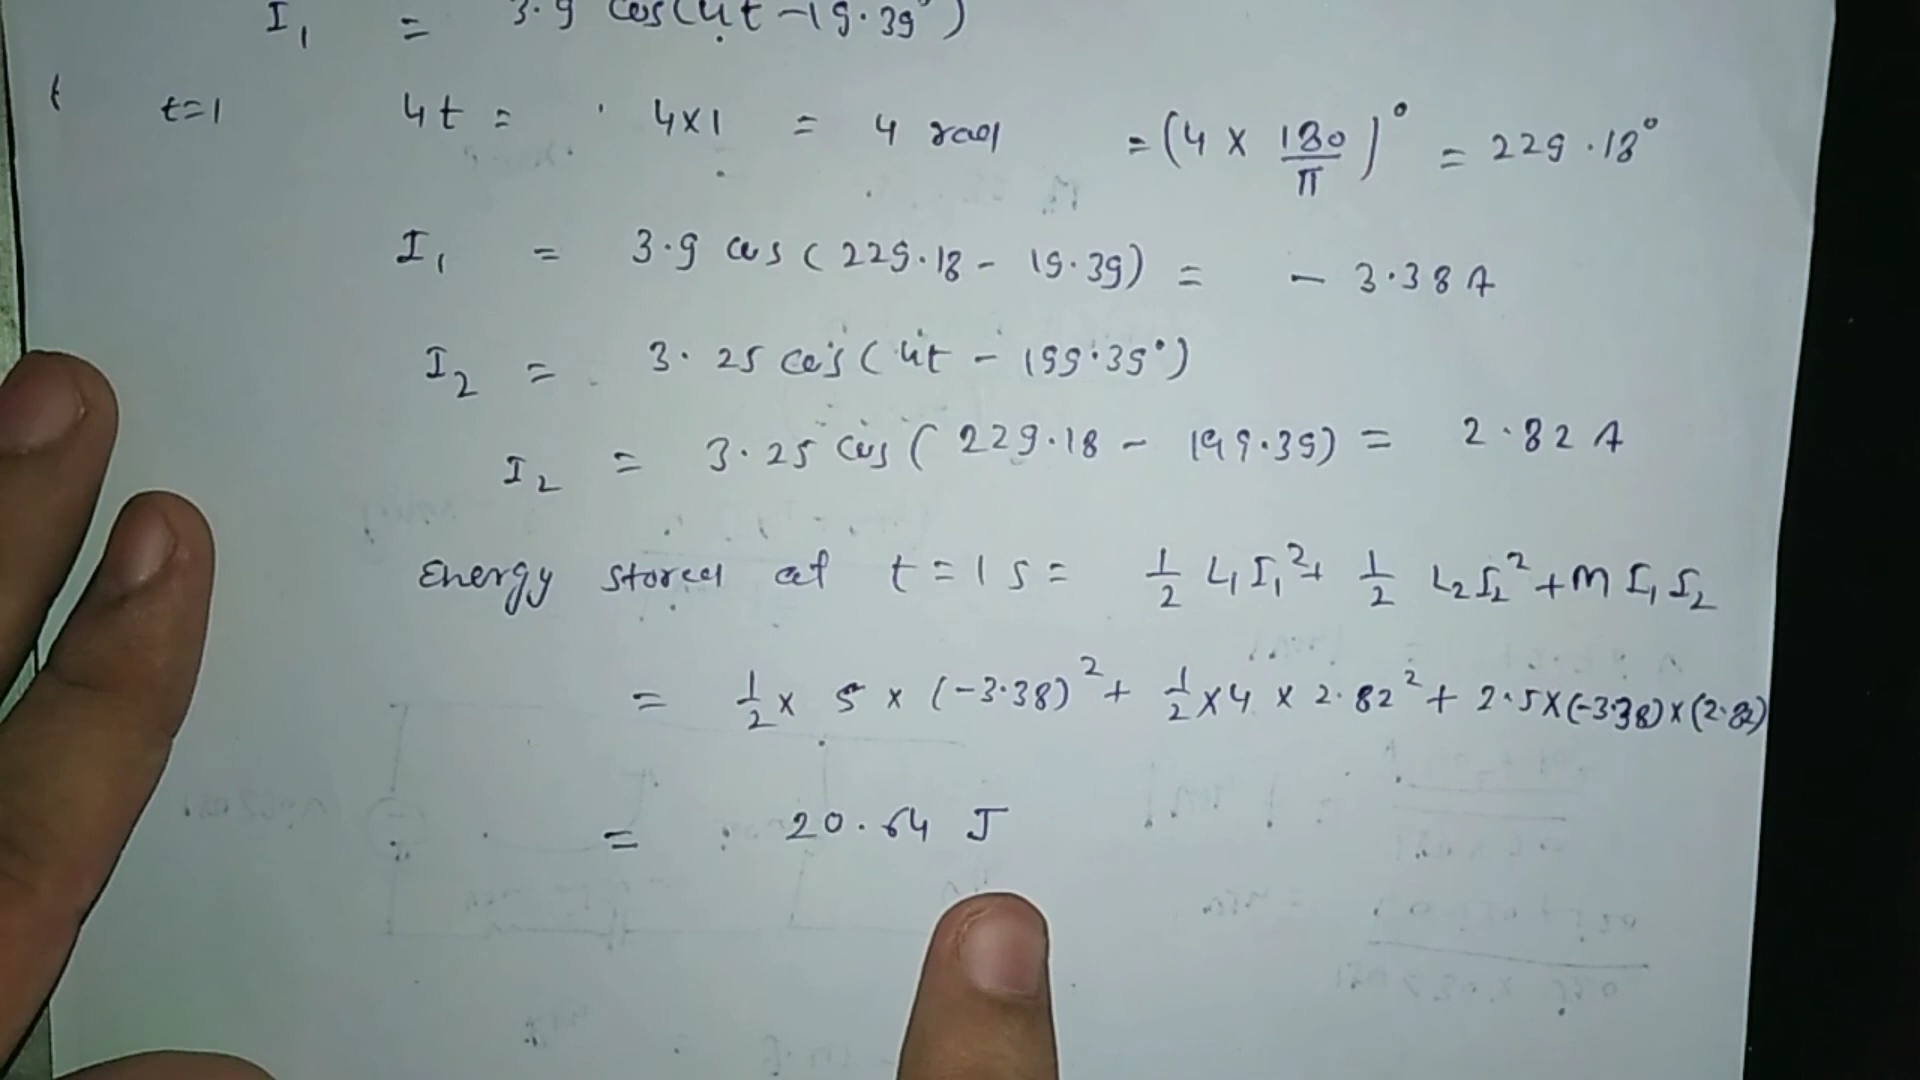 I₁ = 3.9 cos(4t -19.39°)
t=1 4t = 4x1 = 4 rad = (4 x 180/π)° = 229.18°
I₁ = 3.9 cos (229.18 - 19.39) = - 3.38 A
I₂ = 3.25 cos (4t - 199.39°)
I₂ = 3.25 cos (229.18 - 199.39) = 2.82 A
Energy stored at t = 1 s = 1/2 L₁I₁² + 1/2 L₂I₂² + M I₁ I₂
= 1/2 x 5 x (-3.38)² + 1/2 x 4 x 2.82² + 2.5 x (-3.38) x (2.82)
= 20.64 J